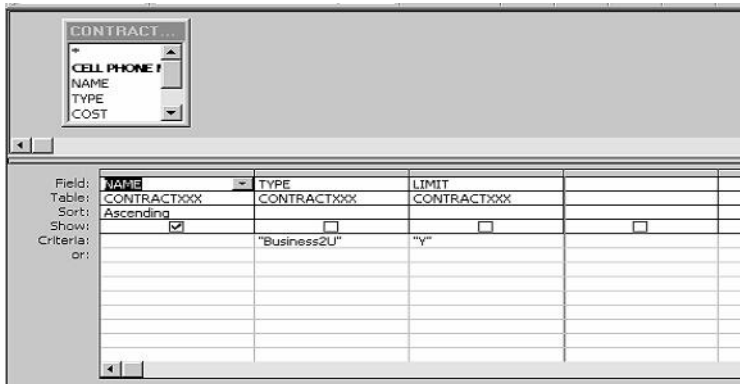 CONTRACT...
*
CELL PHONE N
NAME
TYPE
COST
Field: NAME TYPE LIMIT
Table: CONTRACTXXX CONTRACTXXX CONTRACTXXX
Sort: Ascending
Show:
Criteria: "Business2U" "Y"
or: